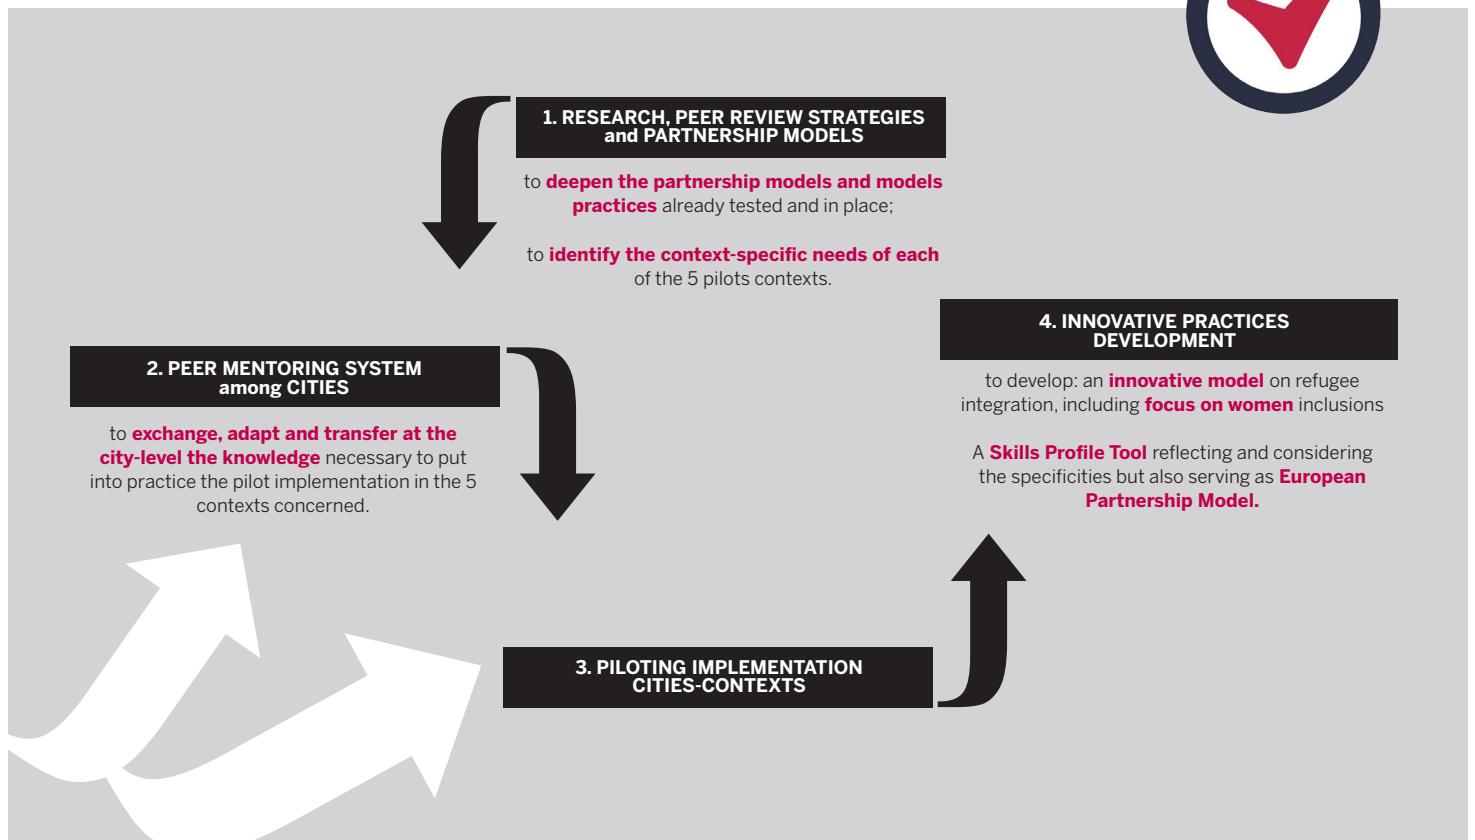 1. RESEARCH, PEER REVIEW STRATEGIES
and PARTNERSHIP MODELS
to deepen the partnership models and models
practices already tested and in place;
to identify the context-specific needs of each
of the 5 pilots contexts.
2. PEER MENTORING SYSTEM
among CITIES
to exchange, adapt and transfer at the
city-level the knowledge necessary to put
into practice the pilot implementation in the 5
contexts concerned.
3. PILOTING IMPLEMENTATION
CITIES-CONTEXTS
4. INNOVATIVE PRACTICES
DEVELOPMENT
to develop: an innovative model on refugee
integration, including focus on women inclusions
A Skills Profile Tool reflecting and considering
the specificities but also serving as European
Partnership Model.